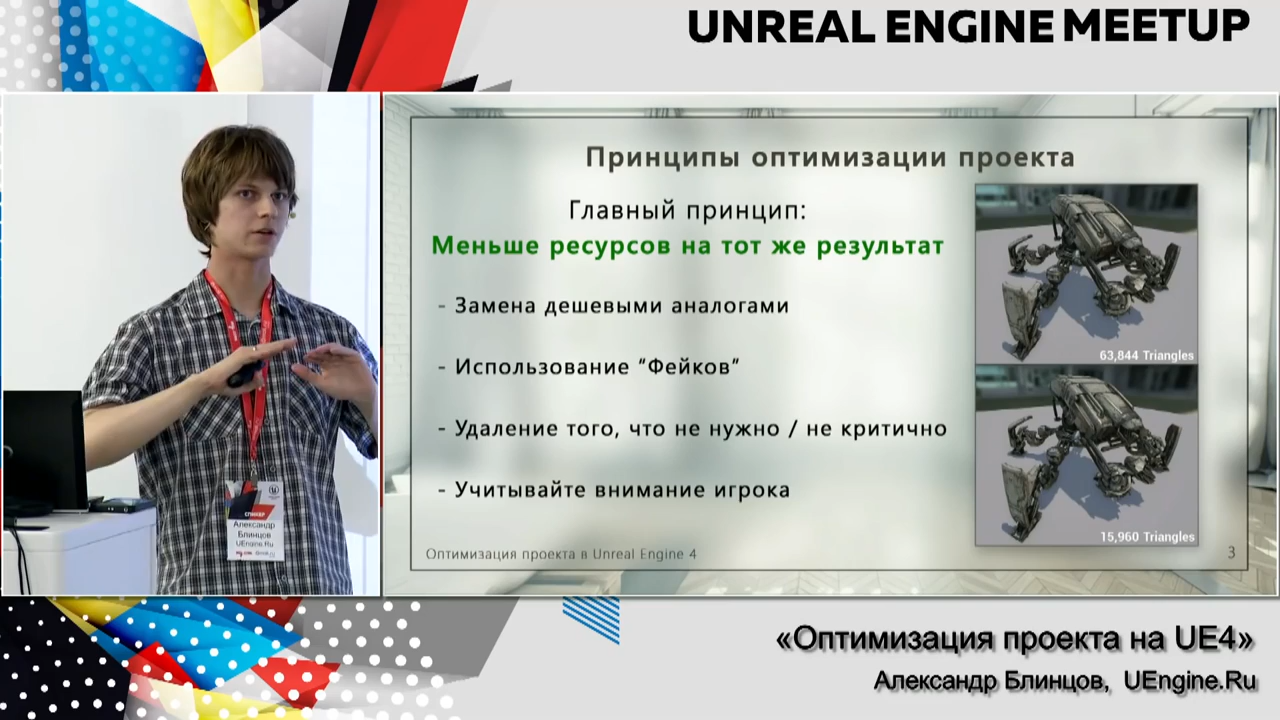 UNREAL ENGINE MEETUP
Принципы оптимизации проекта
Главный принцип:
Меньше ресурсов на тот же результат
- Замена дешевыми аналогами
- Использование “Фейков”
- Удаление того, что не нужно / не критично
- Учитывайте внимание игрока
63,844 Triangles
15,960 Triangles
Оптимизация проекта в Unreal Engine 4
3
СПИКЕР
Александр
Блинцов
UEngine.Ru
«Оптимизация проекта на UE4»
Александр Блинцов, UEngine.Ru